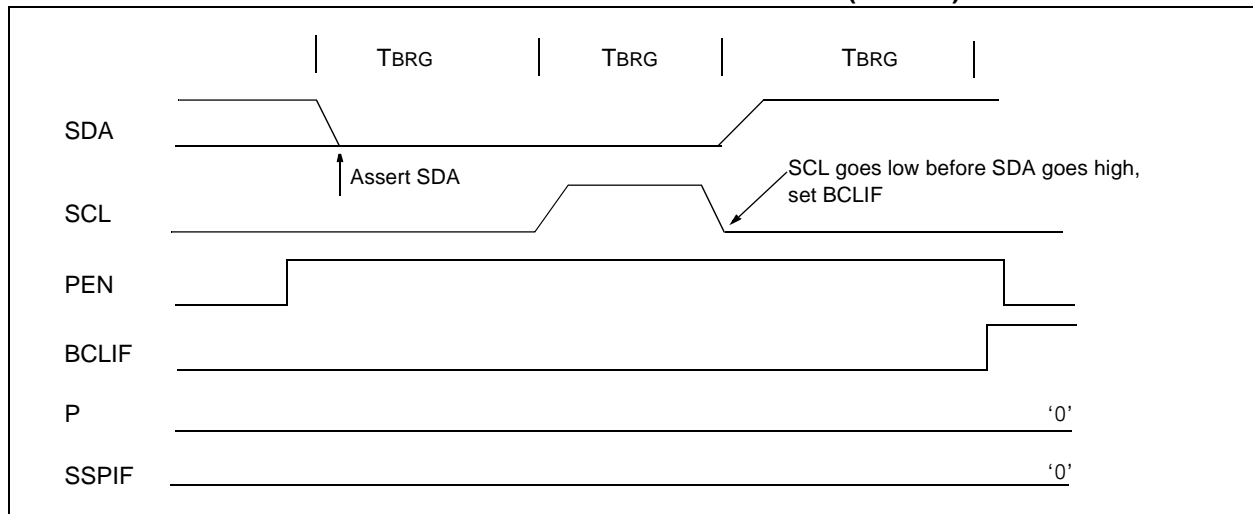 TBRG TBRG TBRG
SDA
Assert SDA
SCL goes low before SDA goes high,
set BCLIF
SCL
PEN
BCLIF
P
'0'
SSPIF
'0'